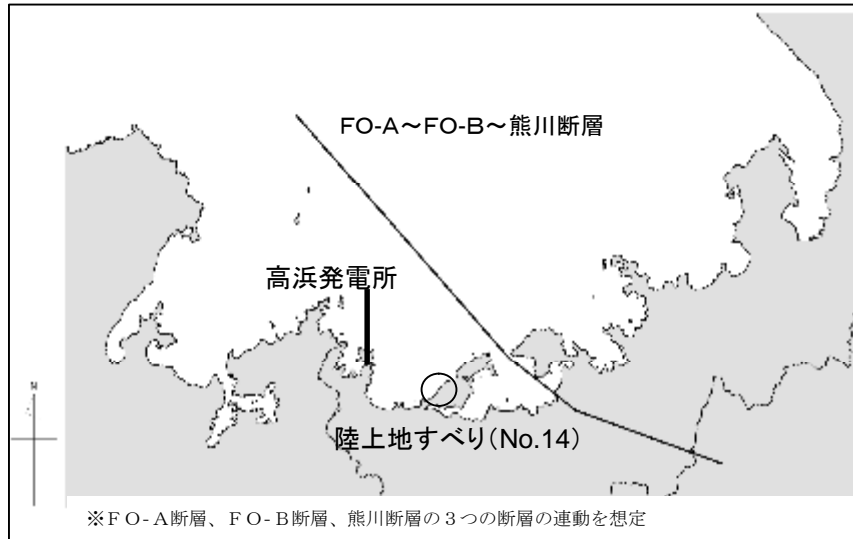 FO-A～FO-B～熊川断層
高浜発電所
陸上地すべり(No.14)
N
※ＦＯ-Ａ断層、ＦＯ-Ｂ断層、熊川断層の３つの断層の連動を想定